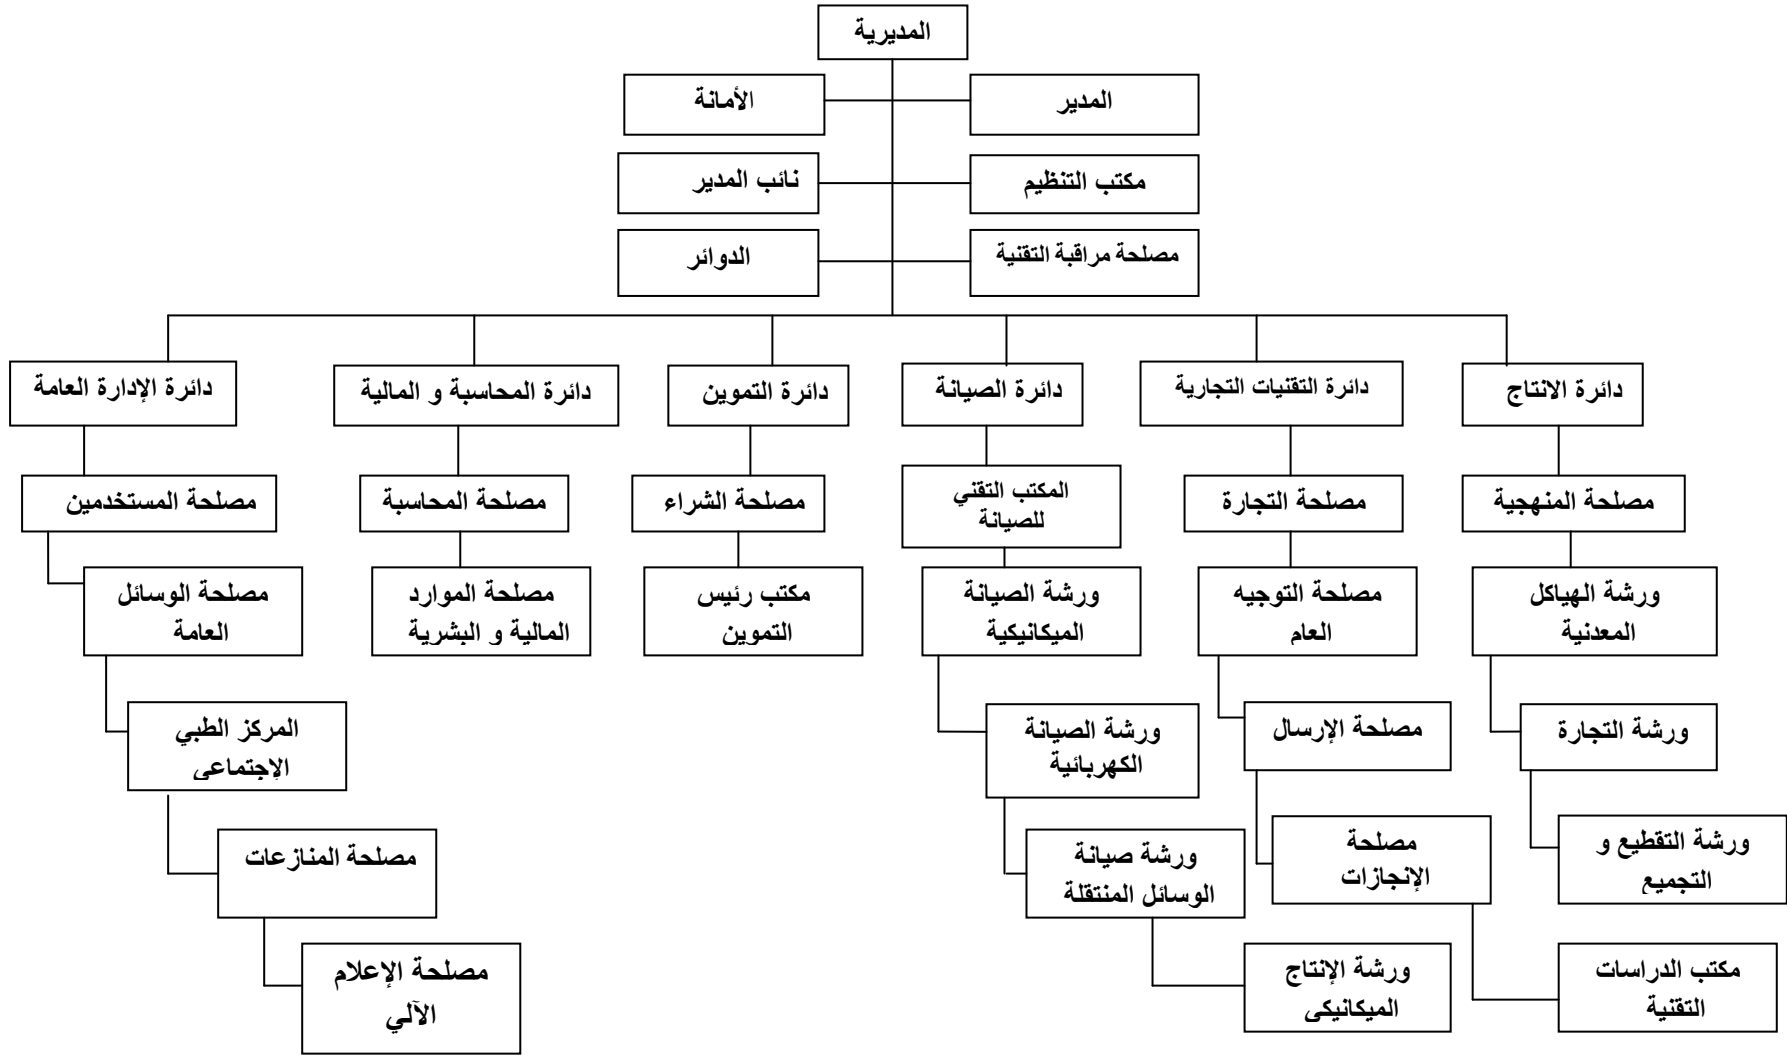 المديرية
المدير
الأمانة
مكتب التنظيم
نائب المدير
مصلحة مراقبة التقنية
الدوائر
دائرة الانتاج
دائرة التقنيات التجارية
دائرة الصيانة
دائرة التموين
دائرة المحاسبة و المالية
دائرة الإدارة العامة
مصلحة المنهجية
مصلحة التجارة
المكتب التقني
للصيانة
مصلحة الشراء
مصلحة المحاسبة
مصلحة المستخدمين
ورشة الهياكل
المعدنية
مصلحة التوجيه
العام
ورشة الصيانة
الميكانيكية
مكتب رئيس
التموين
مصلحة الموارد
المالية و البشرية
مصلحة الوسائل
العامة
ورشة التجارة
مصلحة الإرسال
ورشة الصيانة
الكهربائية
المركز الطبي
الإجتماعي
ورشة التقطيع و
التجميع
مصلحة
الإنجازات
ورشة صيانة
الوسائل المنتقلة
مصلحة المنازعات
مكتب الدراسات
التقنية
ورشة الإنتاج
الميكانيكي
مصلحة الإعلام
الآلي